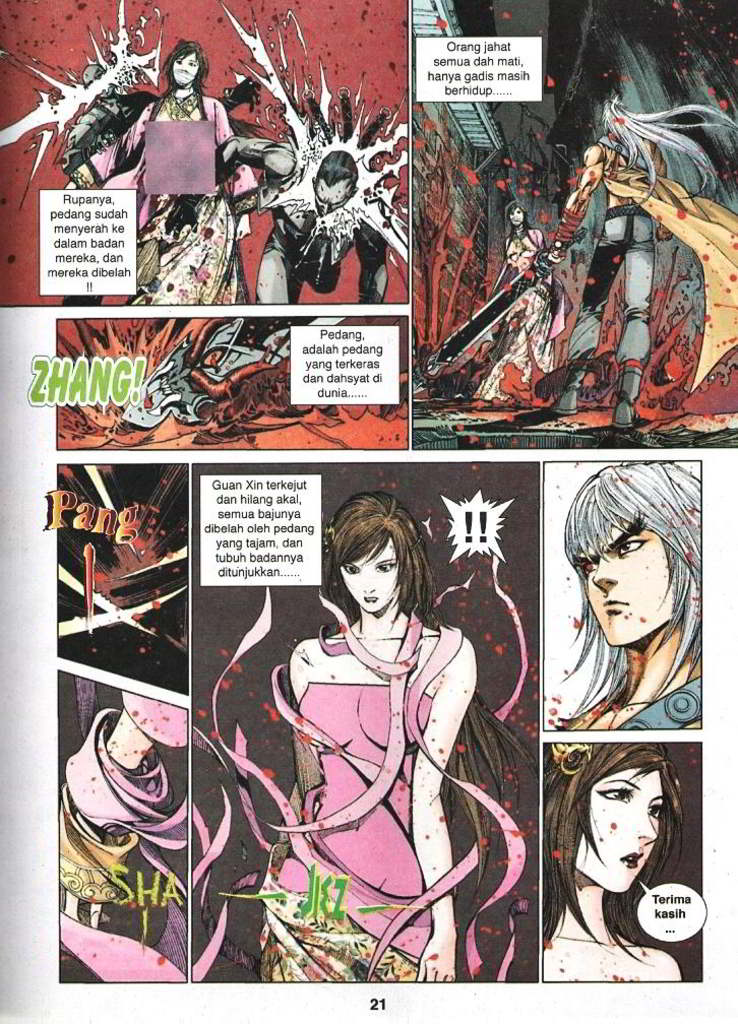 Rupanya,
pedang sudah
menyerah ke
dalam badan
mereka, dan
mereka dibelah
!!
Orang jahat
semua dah mati,
hanya gadis masih
berhidup......
ZHANG!
Pedang,
adalah pedang
yang terkeras
dan dahsyat di
dunia......
Pang
Guan Xin terkejut
dan hilang akal,
semua bajunya
dibelah oleh pedang
yang tajam, dan
tubuh badannya
ditunjukkan......
!!
SHA
JIEZ
Terima
kasih
...
21